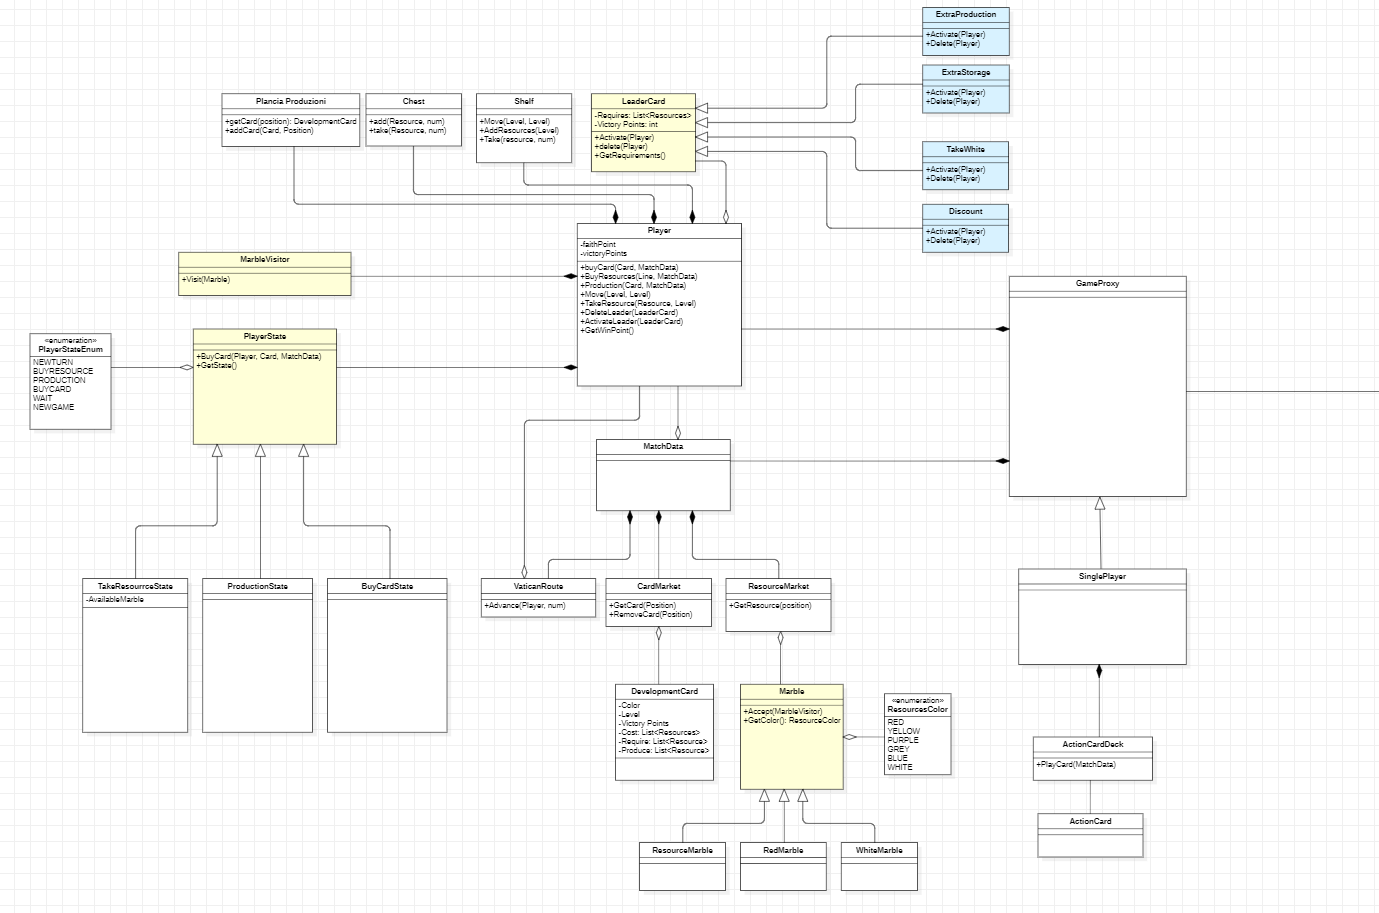 ExtraProduction
+Activate(Player)
+Delete(Player)
ExtraStorage
+Activate(Player)
+Delete(Player)
Plancia Produzioni
+getCard(position): DevelopmentCard
+addCard(Card, Position)
Chest
+add(Resource, num)
+take(Resource, num)
Shelf
+Move(Level, Level)
+AddResources(Level)
+Take(resource, num)
LeaderCard
-Requires: List<Resources>
-Victory Points: int
+Activate(Player)
+delete(Player)
+GetRequirements()
TakeWhite
+Activate(Player)
+Delete(Player)
Discount
+Activate(Player)
+Delete(Player)
Player
-faithPoint
-victoryPoints
+buyCard(Card, MatchData)
+BuyResources(Line, MatchData)
+Production(Card, MatchData)
+Move(Level, Level)
+TakeResource(Resource, Level)
+DeleteLeader(LeaderCard)
+ActivateLeader(LeaderCard)
+GetWinPoint()
MarbleVisitor
+Visit(Marble)
GameProxy
«enumeration»
PlayerStateEnum
NEWTURN
BUYRESOURCE
PRODUCTION
BUYCARD
WAIT
NEWGAME
PlayerState
+BuyCard(Player, Card, MatchData)
+GetState()
MatchData
TakeResourrceState
-AvailableMarble
ProductionState
BuyCardState
VaticanRoute
+Advance(Player, num)
CardMarket
+GetCard(Position)
+RemoveCard(Position)
ResourceMarket
+GetResource(position)
SinglePlayer
DevelopmentCard
-Color
-Level
-Victory Points
-Cost: List<Resources>
-Require: List<Resource>
-Produce: List<Resource>
Marble
+Accept(MarbleVisitor)
+GetColor(): ResourceColor
«enumeration»
ResourcesColor
RED
YELLOW
PURPLE
GREY
BLUE
WHITE
ActionCardDeck
+PlayCard(MatchData)
ActionCard
ResourceMarble
RedMarble
WhiteMarble